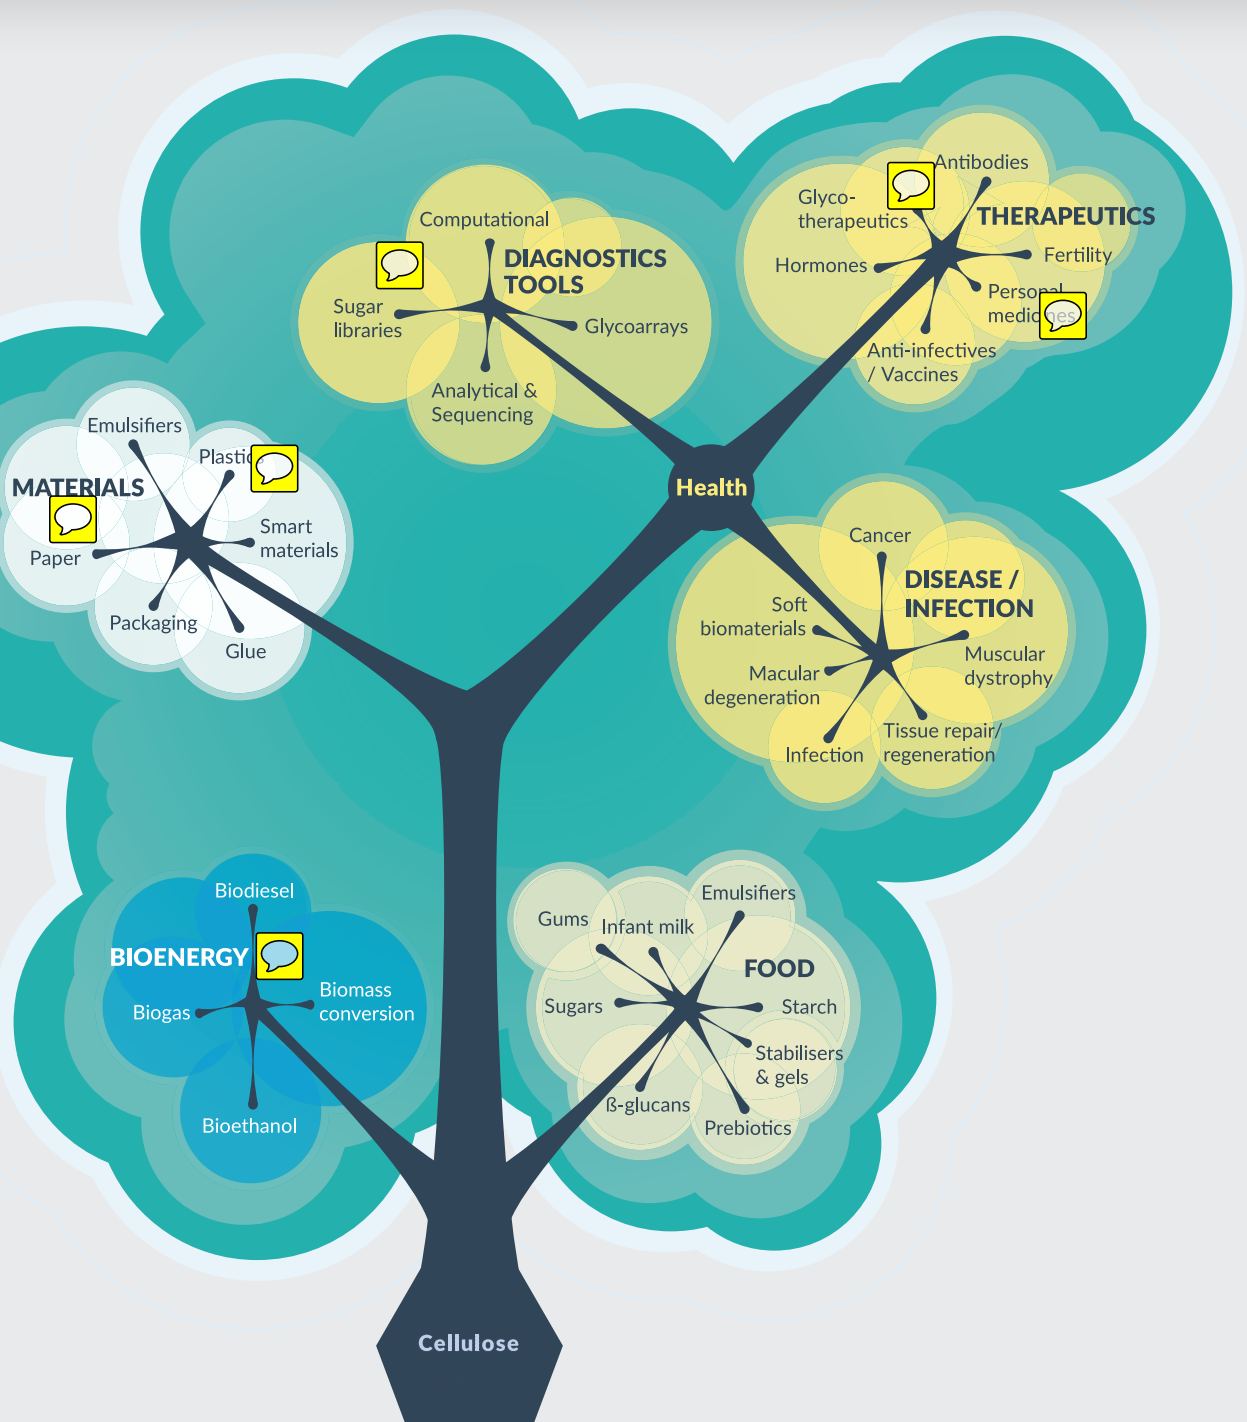 Computational
DIAGNOSTICS
TOOLS
Sugar
libraries
Glycoarrays
Analytical &
Sequencing
Antibodies
Glyco-
therapeutics
THERAPEUTICS
Hormones
Fertility
Personal
medicines
Anti-infectives
/ Vaccines
Emulsifiers
Plastics
MATERIALS
Smart
materials
Paper
Packaging
Glue
Health
Cancer
DISEASE /
INFECTION
Soft
biomaterials
Muscular
dystrophy
Macular
degeneration
Tissue repair/
regeneration
Infection
Biodiesel
BIOENERGY
Biogas
Biomass
conversion
Bioethanol
Emulsifiers
Gums
Infant milk
FOOD
Sugars
Starch
Stabilisers
& gels
ß-glucans
Prebiotics
Cellulose